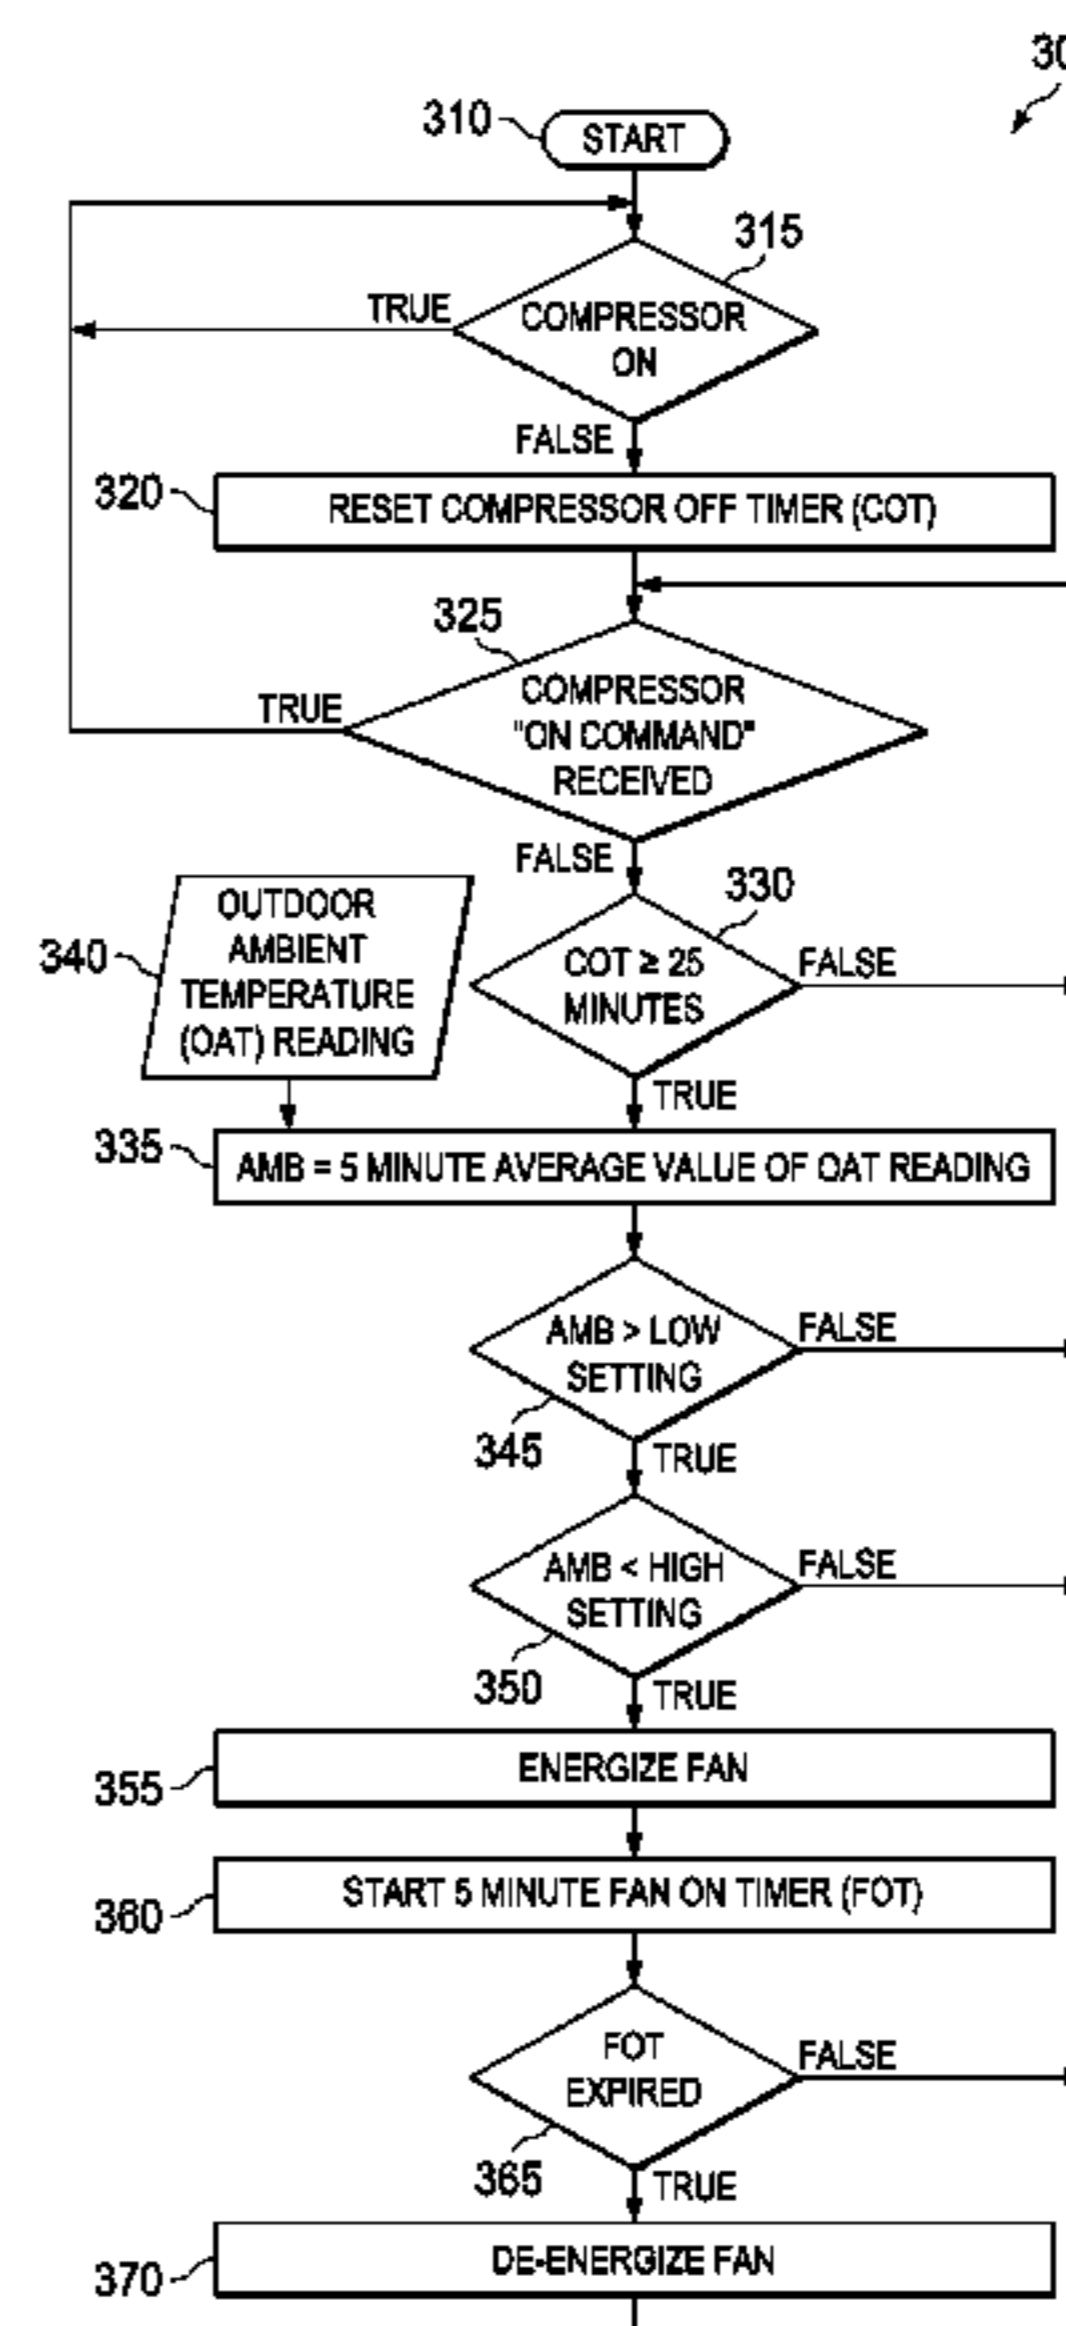 30
310
START
315
TRUE
COMPRESSOR
ON
FALSE
320
RESET COMPRESSOR OFF TIMER (COT)
325
TRUE
COMPRESSOR
"ON COMMAND"
RECEIVED
FALSE
330
340
OUTDOOR
AMBIENT
TEMPERATURE
(OAT) READING
COT ≥ 25
MINUTES
FALSE
TRUE
335
AMB = 5 MINUTE AVERAGE VALUE OF OAT READING
AMB > LOW
SETTING
FALSE
345
TRUE
AMB < HIGH
SETTING
FALSE
350
TRUE
355
ENERGIZE FAN
360
START 5 MINUTE FAN ON TIMER (FOT)
FOT
EXPIRED
FALSE
365
TRUE
370
DE-ENERGIZE FAN